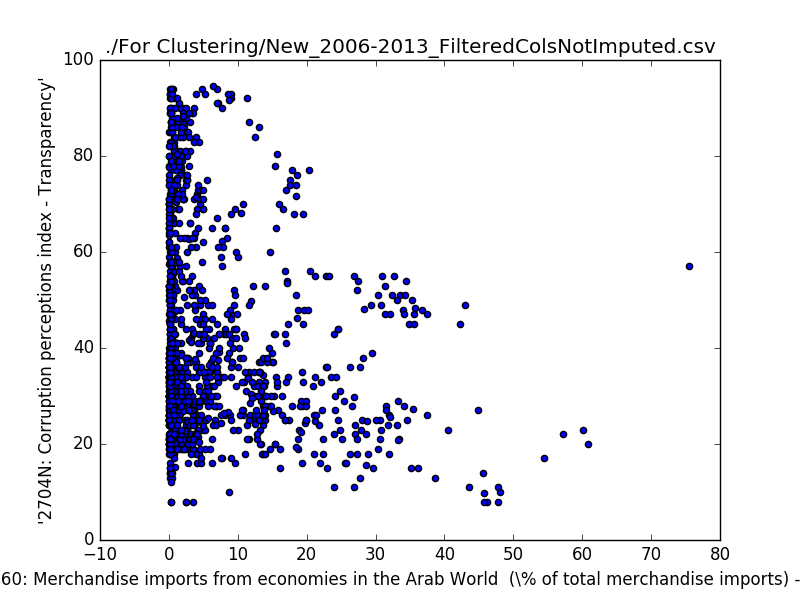 ./For Clustering/New_2006-2013_FilteredColsNotImputed.csv
100
80
60
40
20
0
'2704N: Corruption perceptions index - Transparency'
−10 0 10 20 30 40 50 60 70 80
60: Merchandise imports from economies in the Arab World (\% of total merchandise imports) -